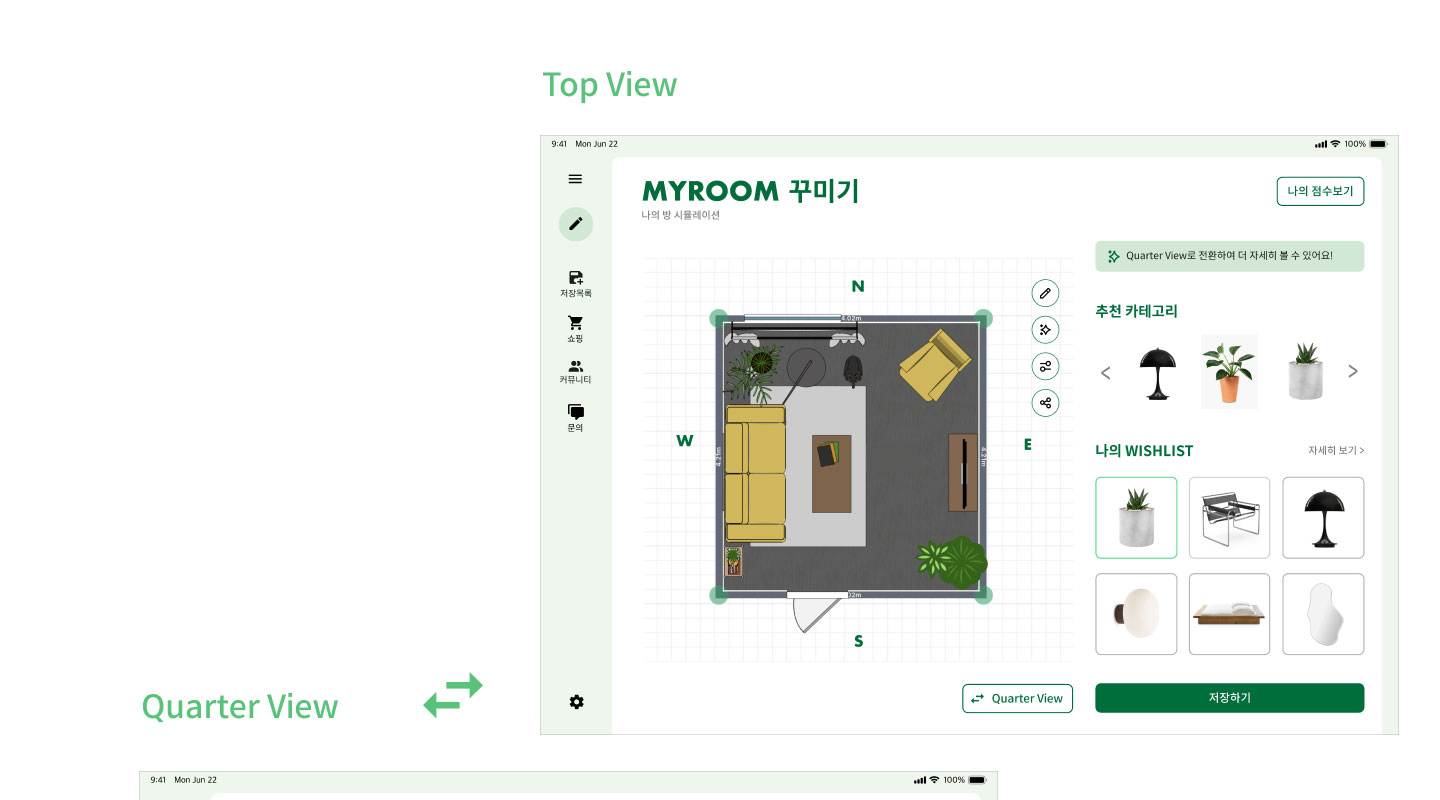 Top View
9:41 Mon Jun 22
100%
MYROOM 꾸미기
나의 방 시뮬레이션
나의 점수보기
저장목록
쇼핑
커뮤니티
문의
N
W
E
S
4.02m
4.21m
4.21m
02m
Quarter View
Quarter View로 전환하여 더 자세히 볼 수 있어요!
추천 카테고리
<
>
나의 WISHLIST
자세히 보기 >
저장하기
Quarter View
9:41 Mon Jun 22
100%